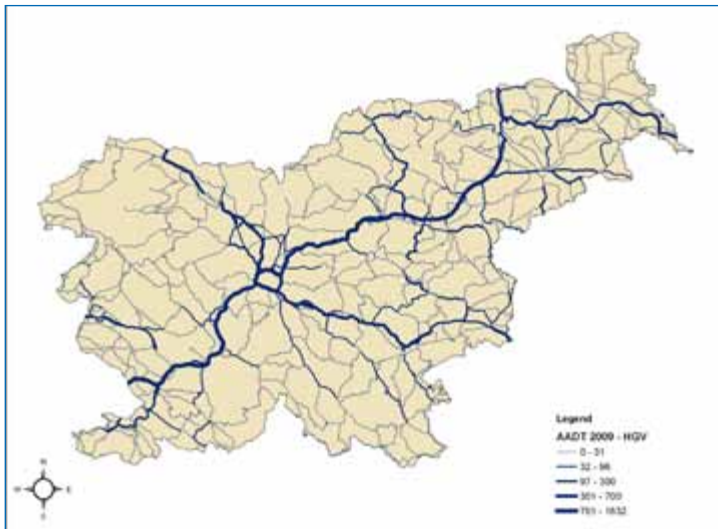 Legend
AADT 2009 - HGV
0 - 31
32 - 96
97 - 300
301 - 700
701 - 1632
N
E
S